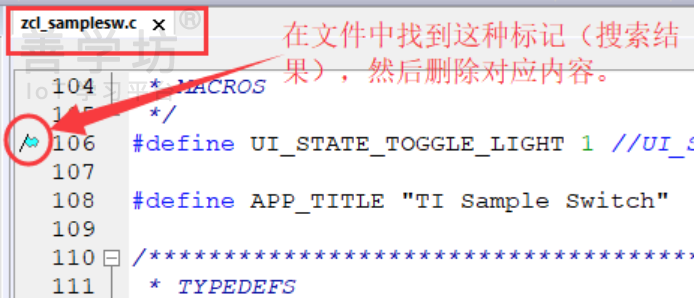 zcl_samplesw.c ×
善学坊®
在文件中找到这种标记（搜索结
果），然后删除对应内容。
104 * MACROS
105 */
106 #define UI_STATE_TOGGLE_LIGHT 1 //UI_S
107
108 #define APP_TITLE "TI Sample Switch"
109
110 /****************************************
111 * TYPEDEFS